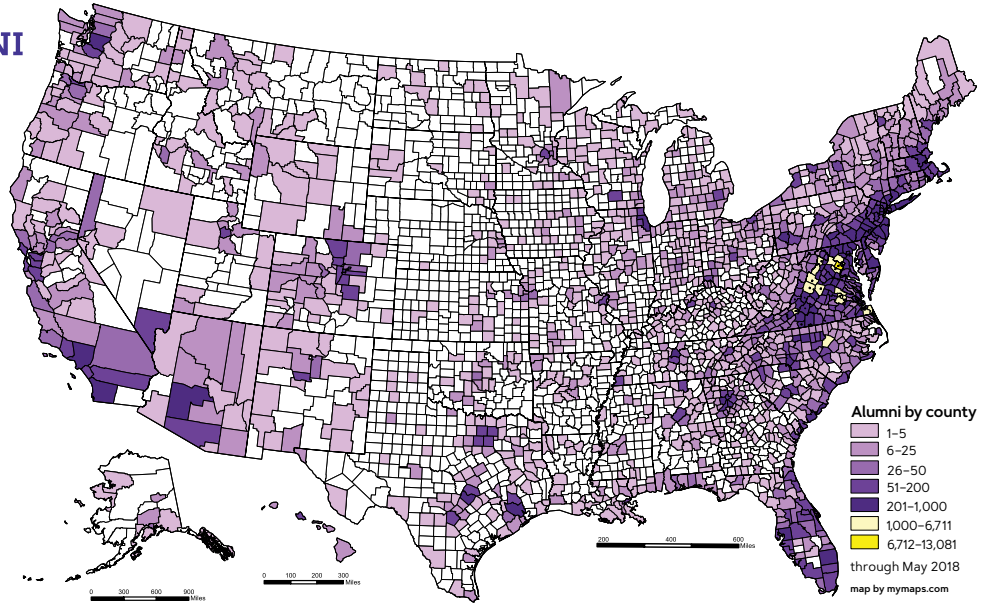 NI
Alumni by county
1–5
6–25
26–50
51–200
201–1,000
1,000–6,711
6,712–13,081
through May 2018
map by mymaps.com
200 400 600
Miles
0 100 200 300
Miles
0 300 600 900
Miles